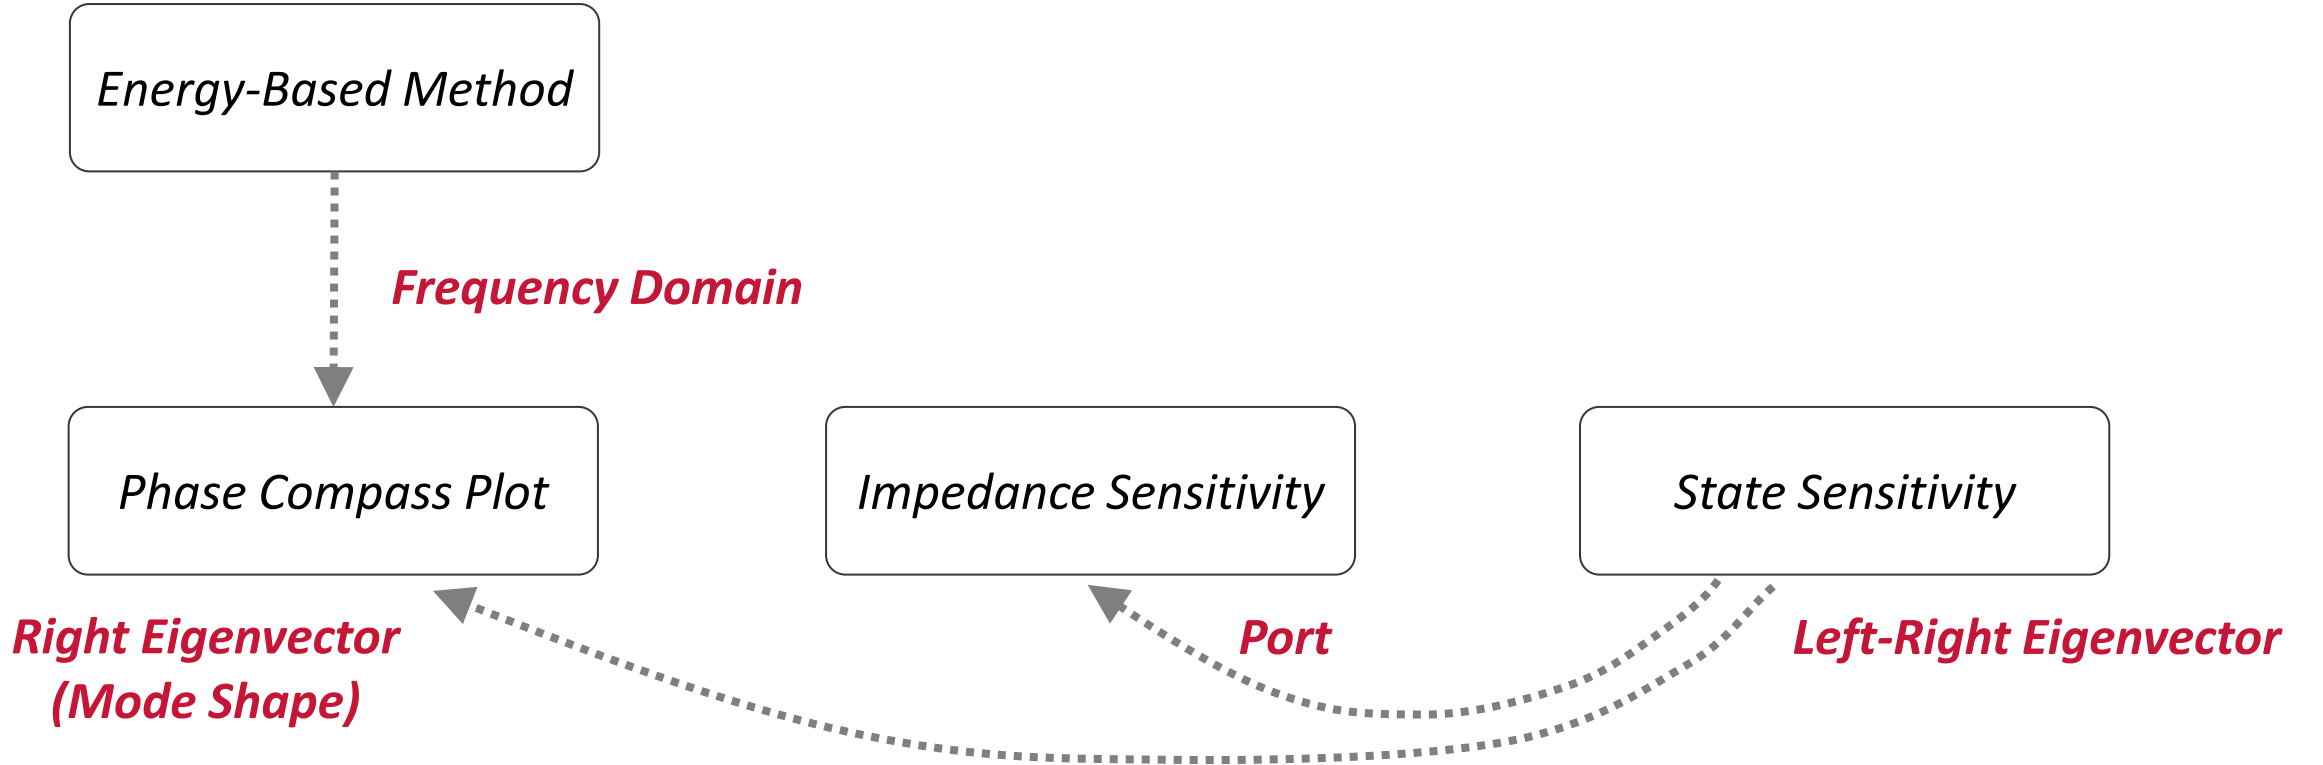 Energy-Based Method
Frequency Domain
Phase Compass Plot
Impedance Sensitivity
State Sensitivity
Right Eigenvector
(Mode Shape)
Port
Left-Right Eigenvector